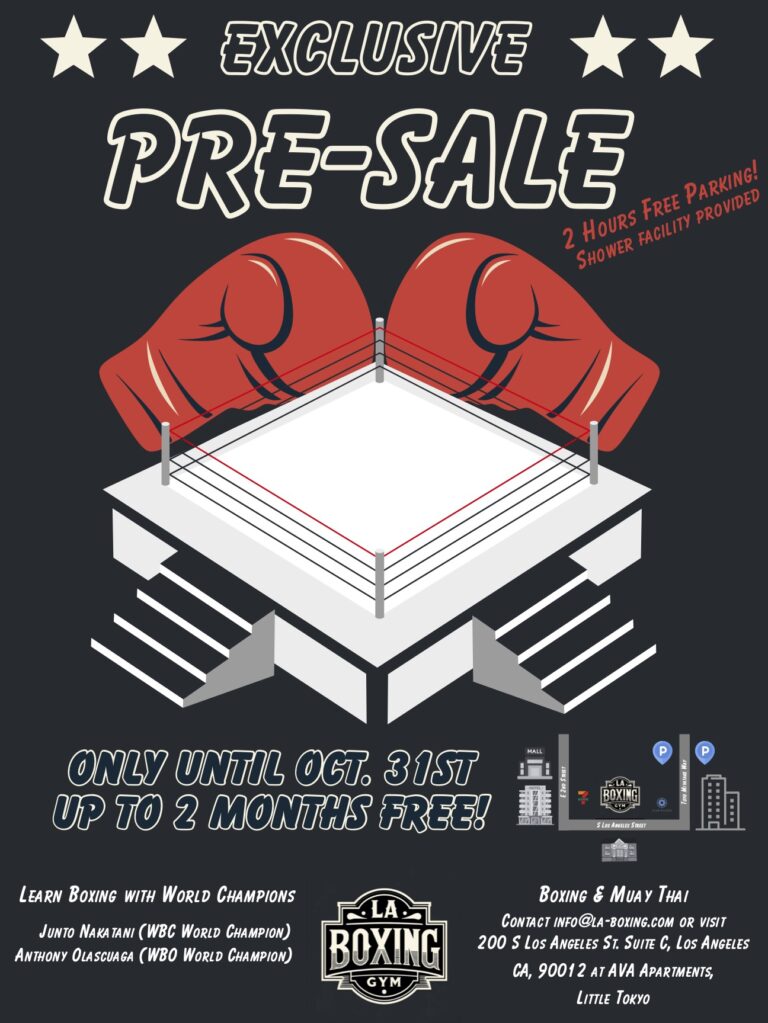 EXCLUSIVE
PRE-SALE
2 Hours Free Parking!
Shower facility provided
ONLY UNTIL OCT. 31ST
UP TO 2 MONTHS FREE!
MALL
E 2nd Street
LA
BOXING
GYM
S Los Angeles Street
P
P
Learn Boxing with World Champions
Junto Nakatani (WBC World Champion)
Anthony Olascuaga (WBO World Champion)
LA
BOXING
GYM
Boxing & Muay Thai
Contact info@la-boxing.com or visit
200 S Los Angeles St. Suite C, Los Angeles
CA, 90012 at AVA Apartments,
Little Tokyo